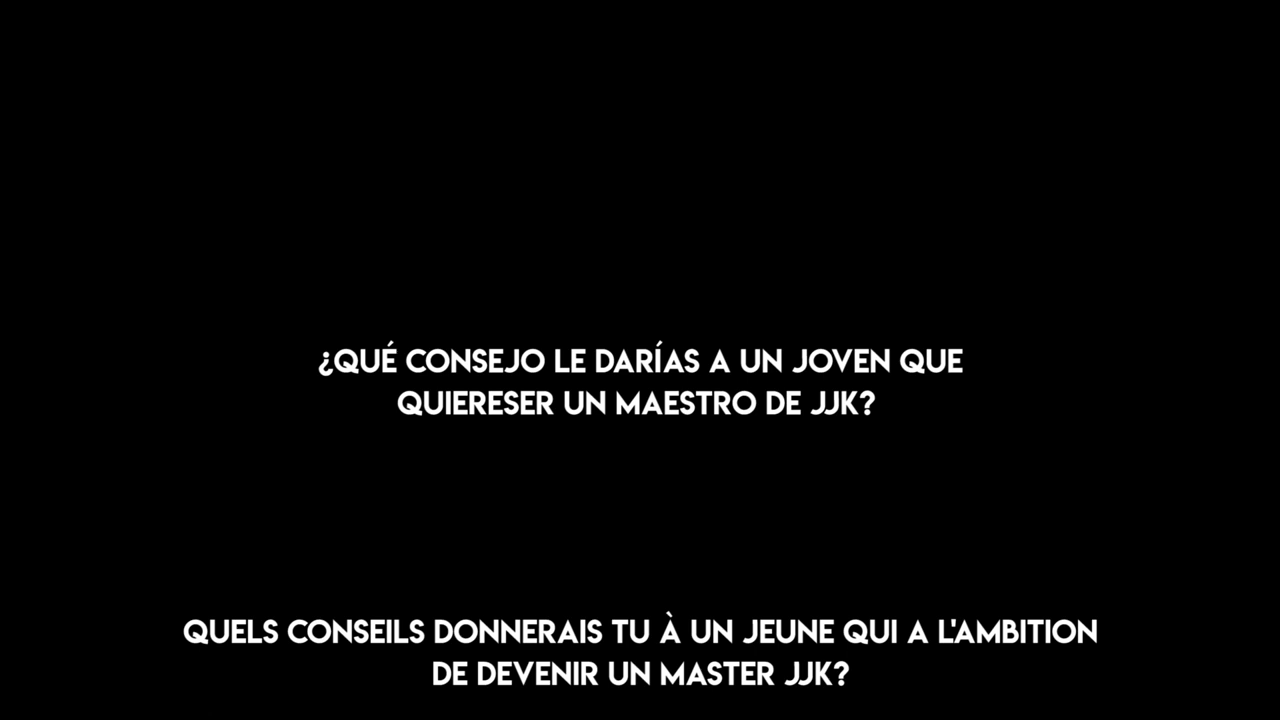 ¿QUÉ CONSEJO LE DARÍAS A UN JOVEN QUE
QUIERESER UN MAESTRO DE JJK?
QUELS CONSEILS DONNERAIS TU À UN JEUNE QUI A L'AMBITION
DE DEVENIR UN MASTER JJK?